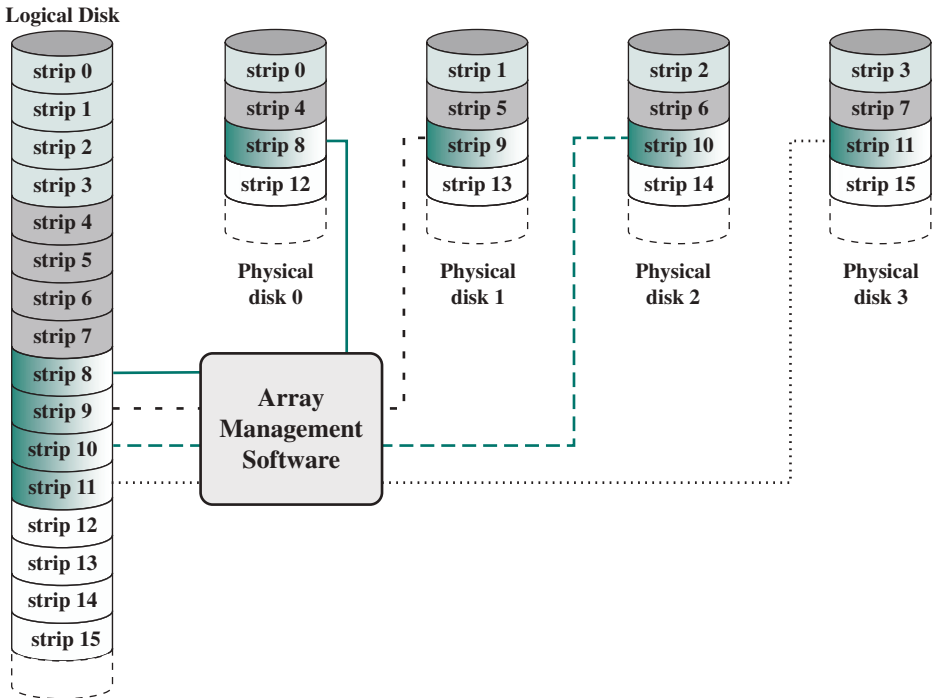 Logical Disk
strip 0
strip 1
strip 2
strip 3
strip 4
strip 5
strip 6
strip 7
strip 8
strip 9
strip 10
strip 11
strip 12
strip 13
strip 14
strip 15
strip 0
strip 4
strip 8
strip 12
Physical
disk 0
strip 1
strip 5
strip 9
strip 13
Physical
disk 1
strip 2
strip 6
strip 10
strip 14
Physical
disk 2
strip 3
strip 7
strip 11
strip 15
Physical
disk 3
Array
Management
Software